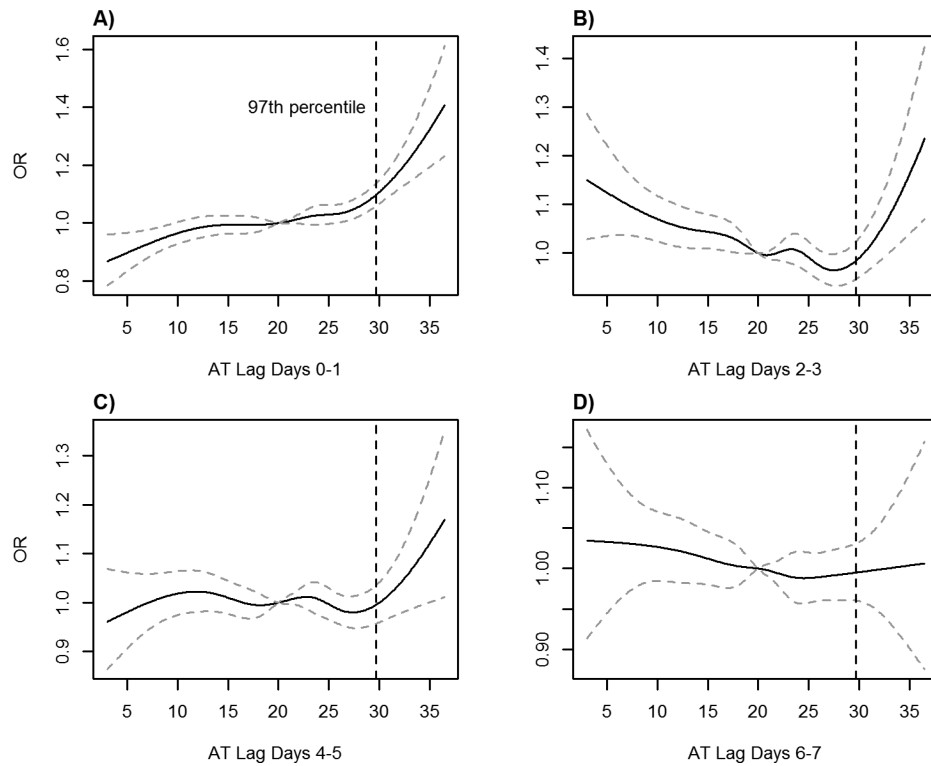 A)
OR
1.6
1.4
1.2
1.0
0.8
97th percentile
5 10 15 20 25 30 35
AT Lag Days 0-1
B)
1.4
1.3
1.2
1.1
1.0
5 10 15 20 25 30 35
AT Lag Days 2-3
C)
OR
1.3
1.2
1.1
1.0
0.9
5 10 15 20 25 30 35
AT Lag Days 4-5
D)
1.10
1.00
0.90
5 10 15 20 25 30 35
AT Lag Days 6-7